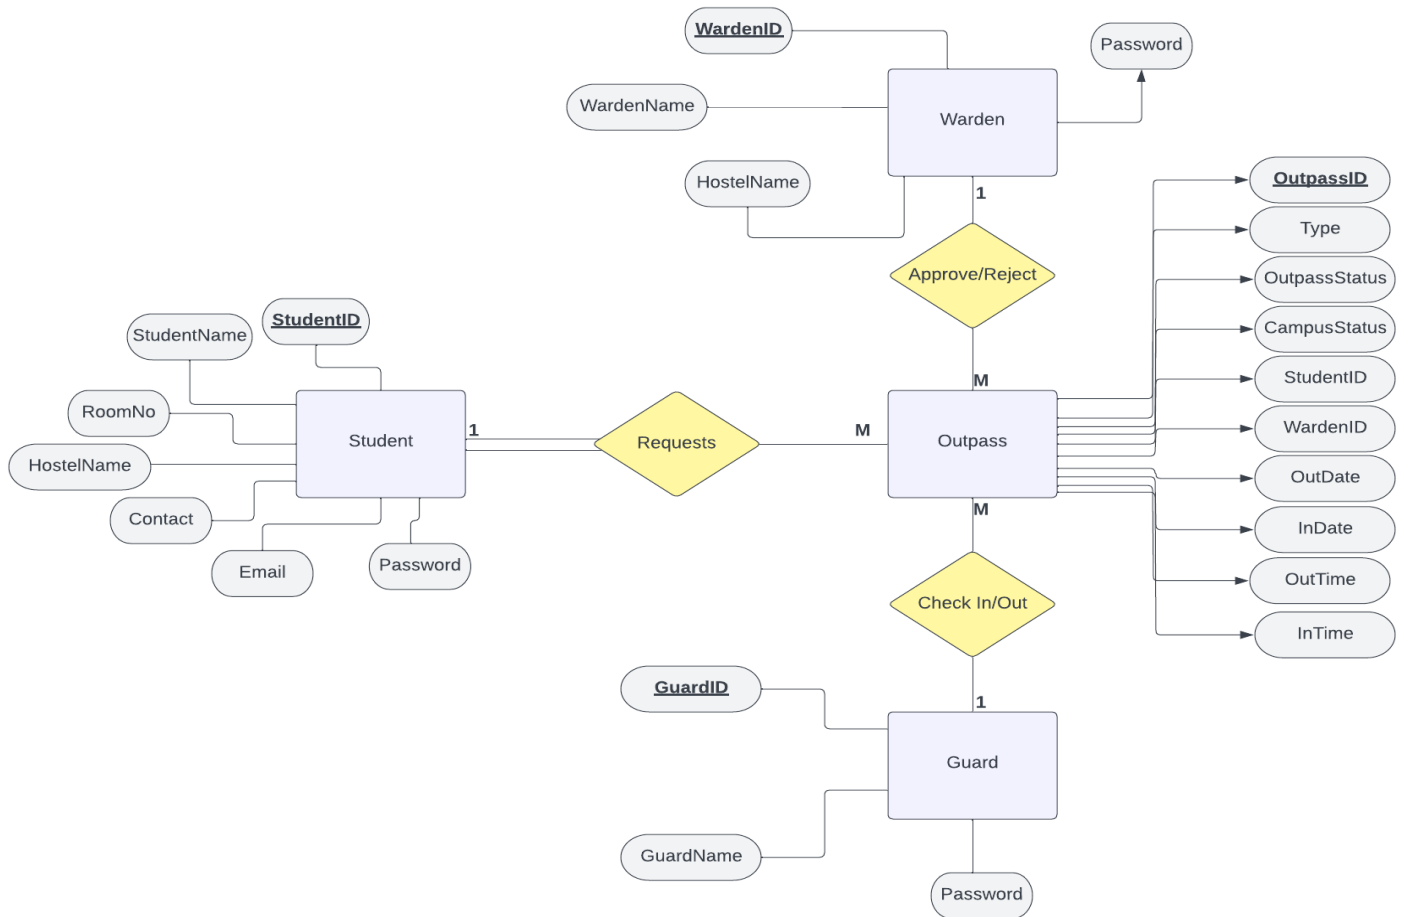 WardenID
Password
WardenName
Warden
HostelName
OutpassID
1
Type
Approve/Reject
OutpassStatus
StudentID
CampusStatus
StudentName
M
StudentID
RoomNo
1
M
WardenID
Student
Requests
Outpass
HostelName
OutDate
M
Contact
InDate
Password
Email
OutTime
Check In/Out
InTime
GuardID
1
Guard
GuardName
Password